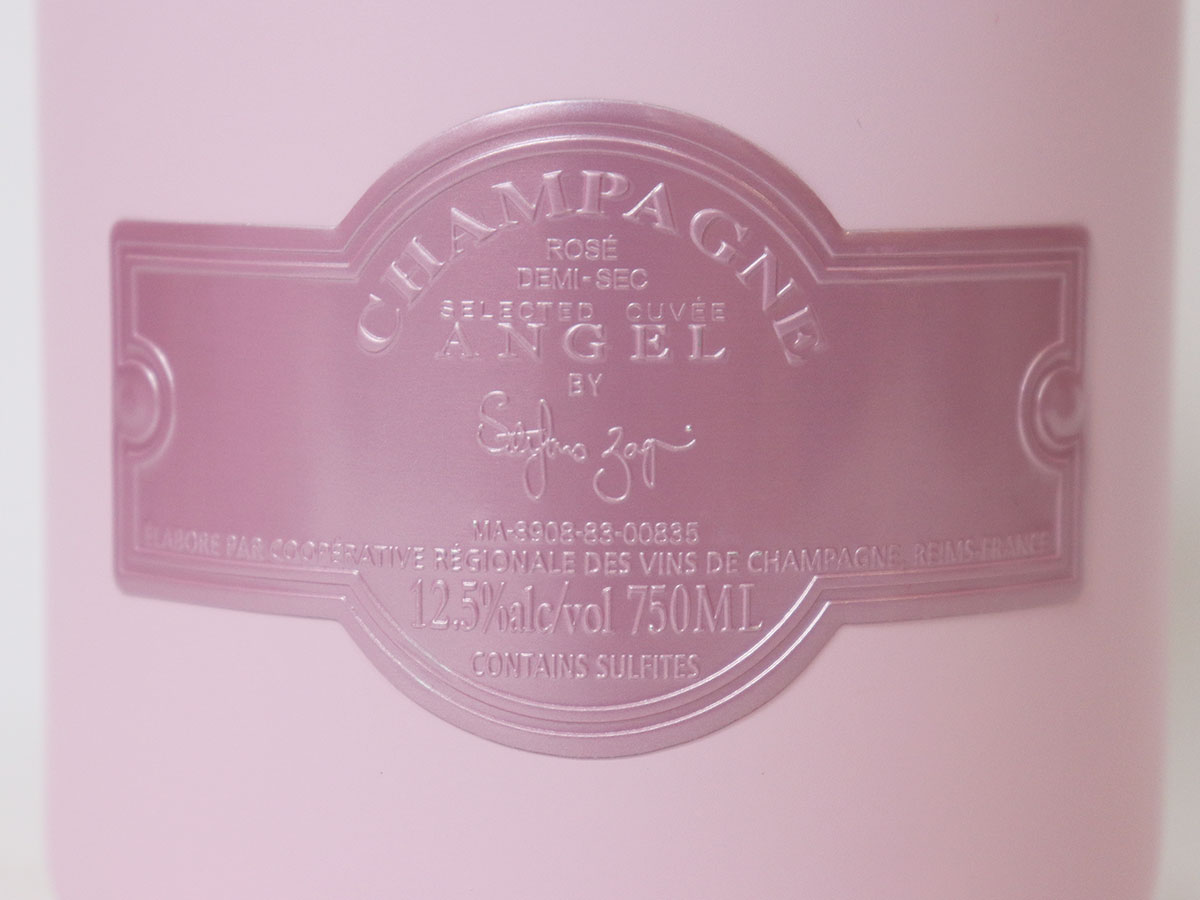 CHAMPAGNE
ROSÉ
DEMI-SEC
SELECTED CUVÉE
ANGEL
BY
MA-3908-83-00835
ÉLABORÉ PAR COOPÉRATIVE RÉGIONALE DES VINS DE CHAMPAGNE, REIMS-FRANCE
12.5%alc/vol 750ML
CONTAINS SULFITES